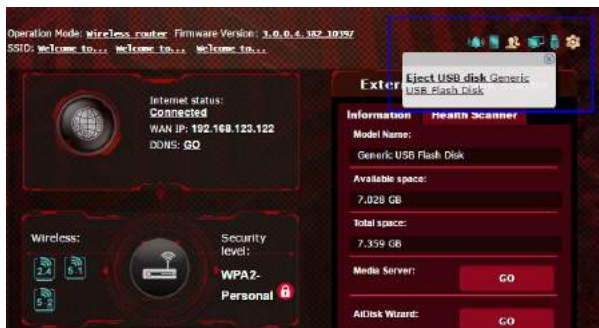 Operation Mode: Wireless router Firmware Version: 3.0.0.4.382_10397
SSID: Welcome to... Welcome to... Welcome to...
Eject USB disk Generic
USB Flash Disk
Exter
Information Health Scanner
Internet status:
Connected
WAN IP: 192.168.123.122
DDNS: GO
Model Name:
Generic USB Flash Disk
Available space:
7.028 GB
Total space:
7.359 GB
Media Server: GO
AiDisk Wizard: GO
Wireless:
2.4 5.1
5.2
Security
level:
WPA2-
Personal